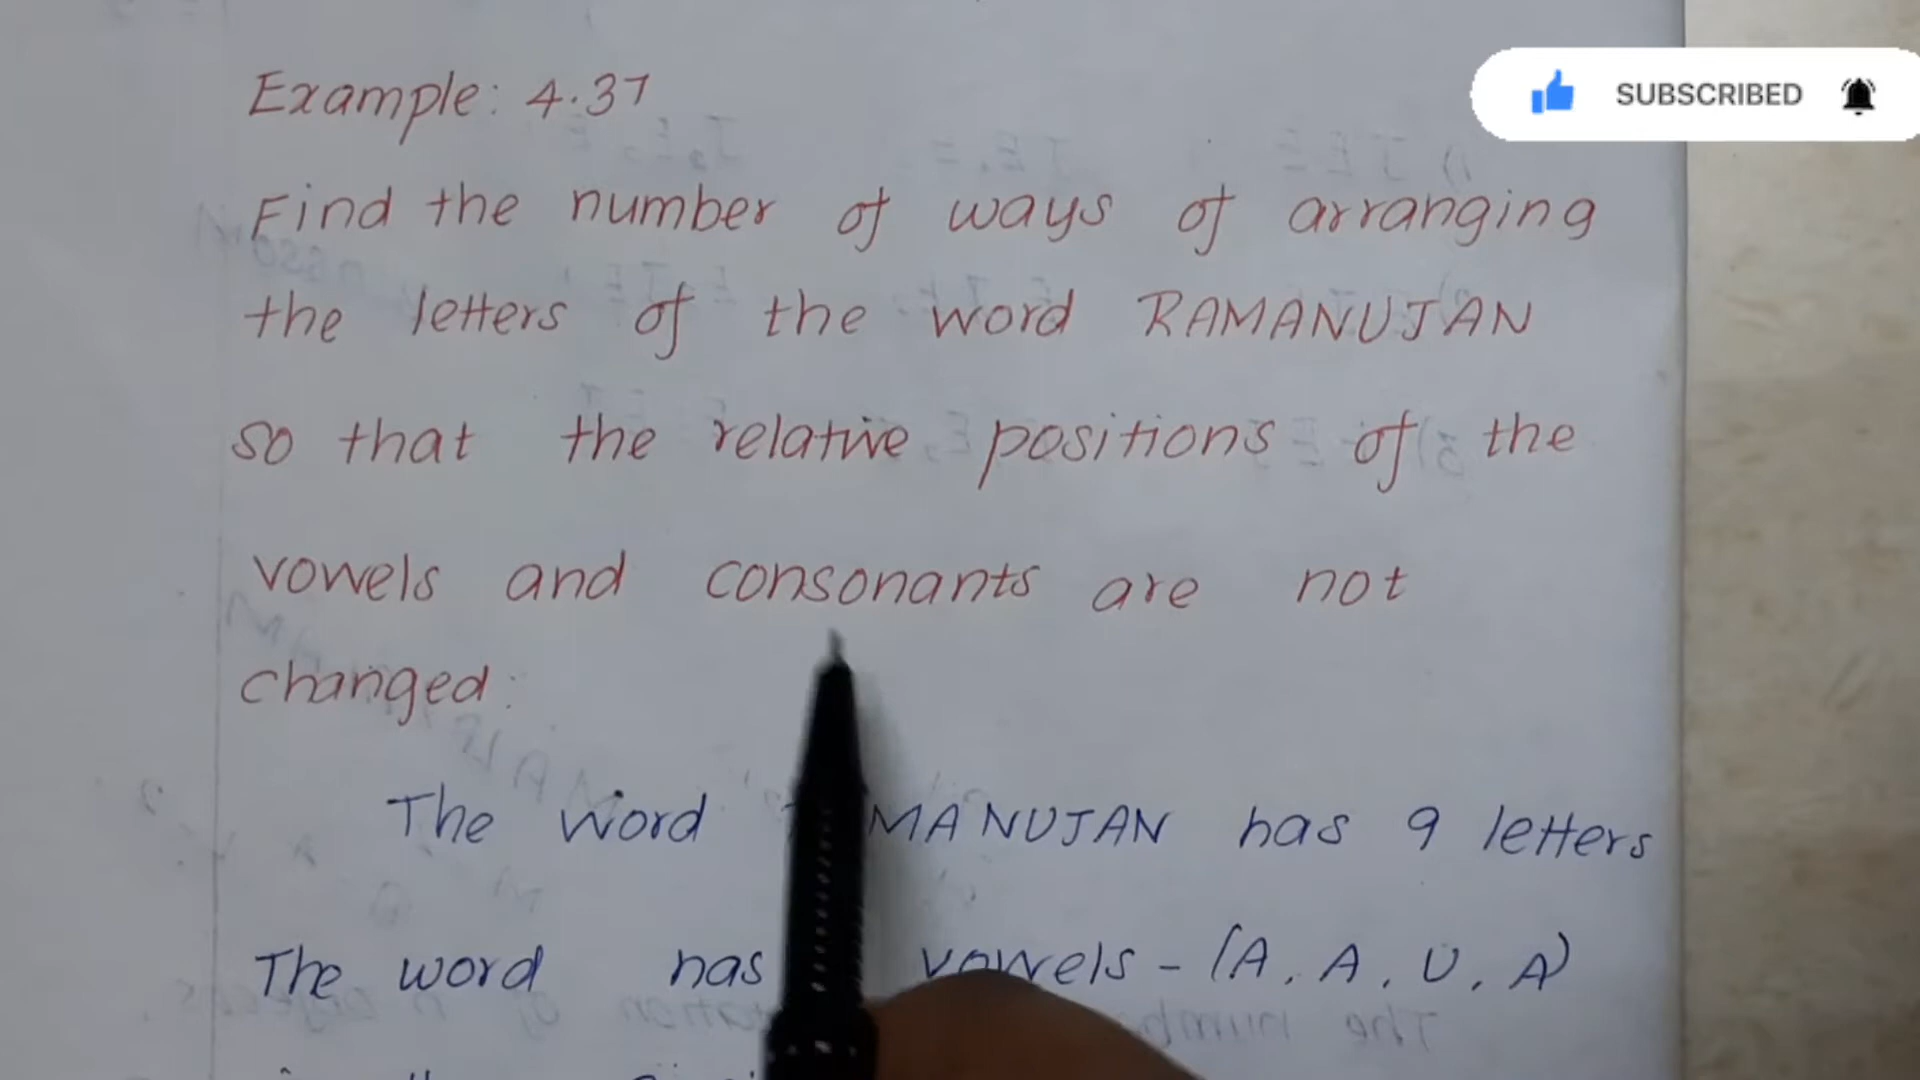 Example: 4.37
SUBSCRIBED
Find the number of ways of arranging
the letters of the word RAMANUJAN
so that the relative positions of the
vowels and consonants are not
changed:
The word MANUJAN has 9 letters
The word has vowels - (A, A, U, A)